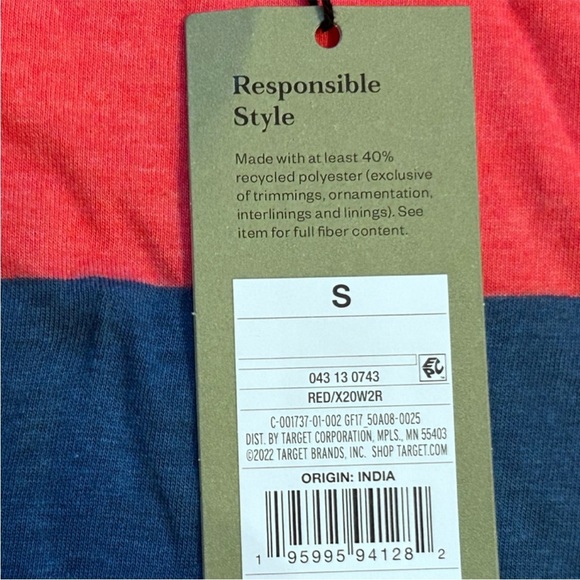 Responsible
Style
Made with at least 40%
recycled polyester (exclusive
of trimmings, ornamentation,
interlinings and linings). See
item for full fiber content.
S
EPC
043 13 0743
RED/X20W2R
C-001737-01-002 GF17_50A08-0025
DIST. BY TARGET CORPORATION, MPLS., MN 55403
©2022 TARGET BRANDS, INC. SHOP TARGET.COM
ORIGIN: INDIA
1 95995 94128 2